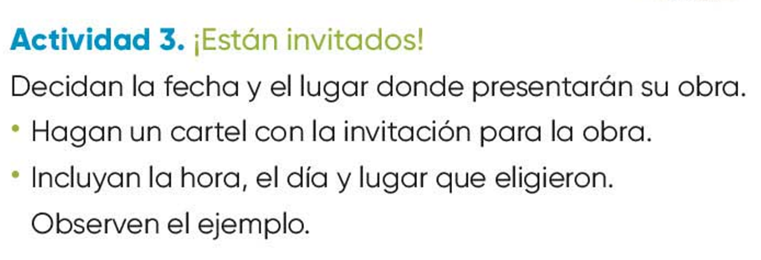 Actividad 3. ¡Están invitados!
Decidan la fecha y el lugar donde presentarán su obra.
• Hagan un cartel con la invitación para la obra.
• Incluyan la hora, el día y lugar que eligieron.
Observen el ejemplo.